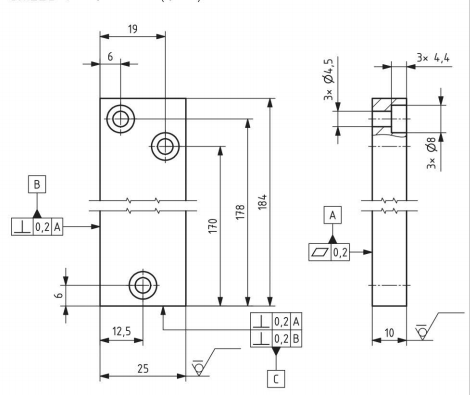 19
6
3× 4,4
3× Ø4,5
3× Ø8
B
⊥ 0,2 A
184
178
170
A
⏥ 0,2
6
12,5
⊥ 0,2 A
⊥ 0,2 B
10
25
C